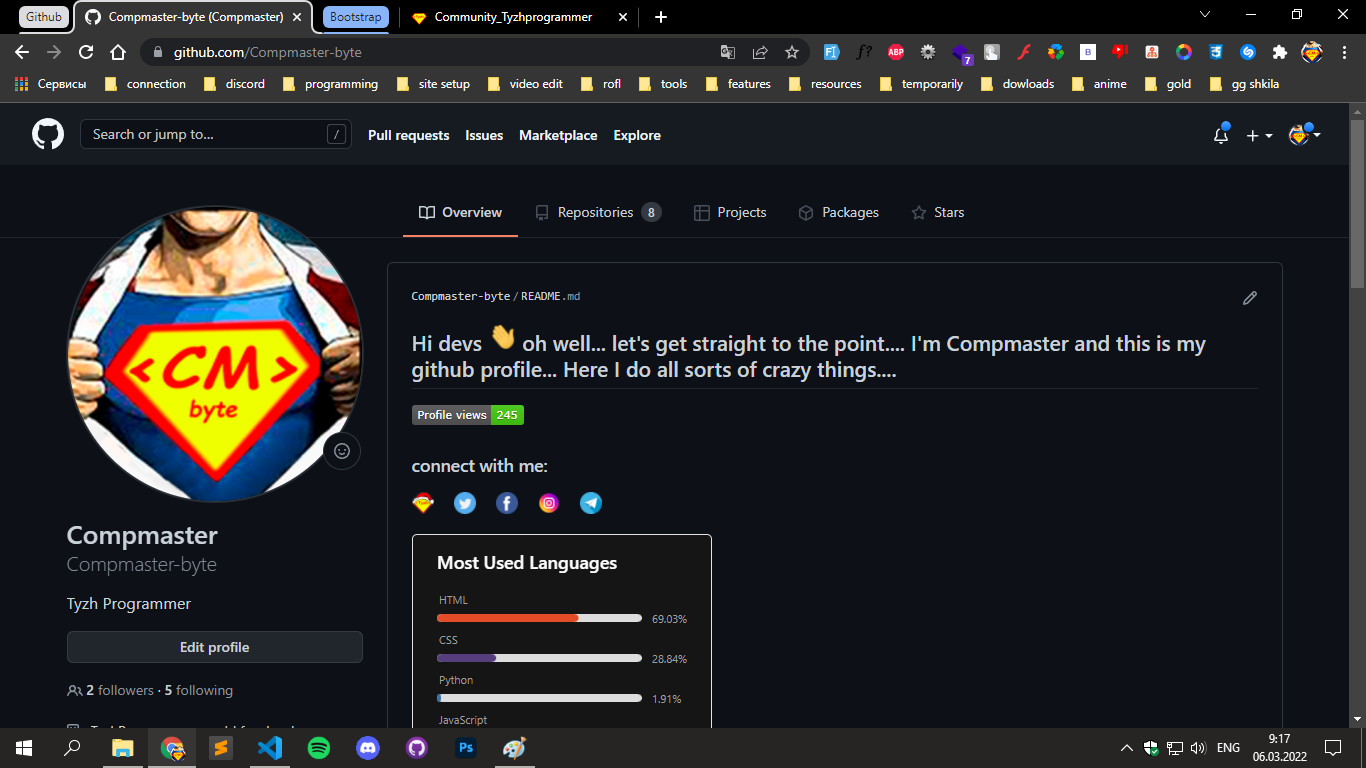 Github
Compmaster-byte (Compmaster)
Bootstrap
Community_Tyzhprogrammer
github.com/Compmaster-byte
ABP
7
B
Сервисы
connection
discord
programming
site setup
video edit
rofl
tools
features
resources
temporarily
dowloads
anime
gold
gg shkila
Search or jump to...
/
Pull requests
Issues
Marketplace
Explore
Overview
Repositories 8
Projects
Packages
Stars
<CM>
byte
Compmaster-byte/README.md
Hi devs 👋 oh well... let's get straight to the point.... I'm Compmaster and this is my
github profile... Here I do all sorts of crazy things....
Profile views 245
connect with me:
Most Used Languages
HTML
69.03%
CSS
28.84%
Python
1.91%
JavaScript
Compmaster
Compmaster-byte
Tyzh Programmer
Edit profile
2 followers · 5 following
Ps
ENG
9:17
06.03.2022